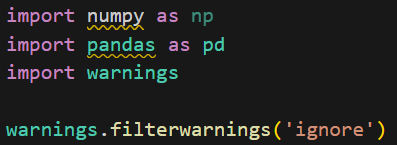 import numpy as np
import pandas as pd
import warnings
warnings.filterwarnings('ignore')